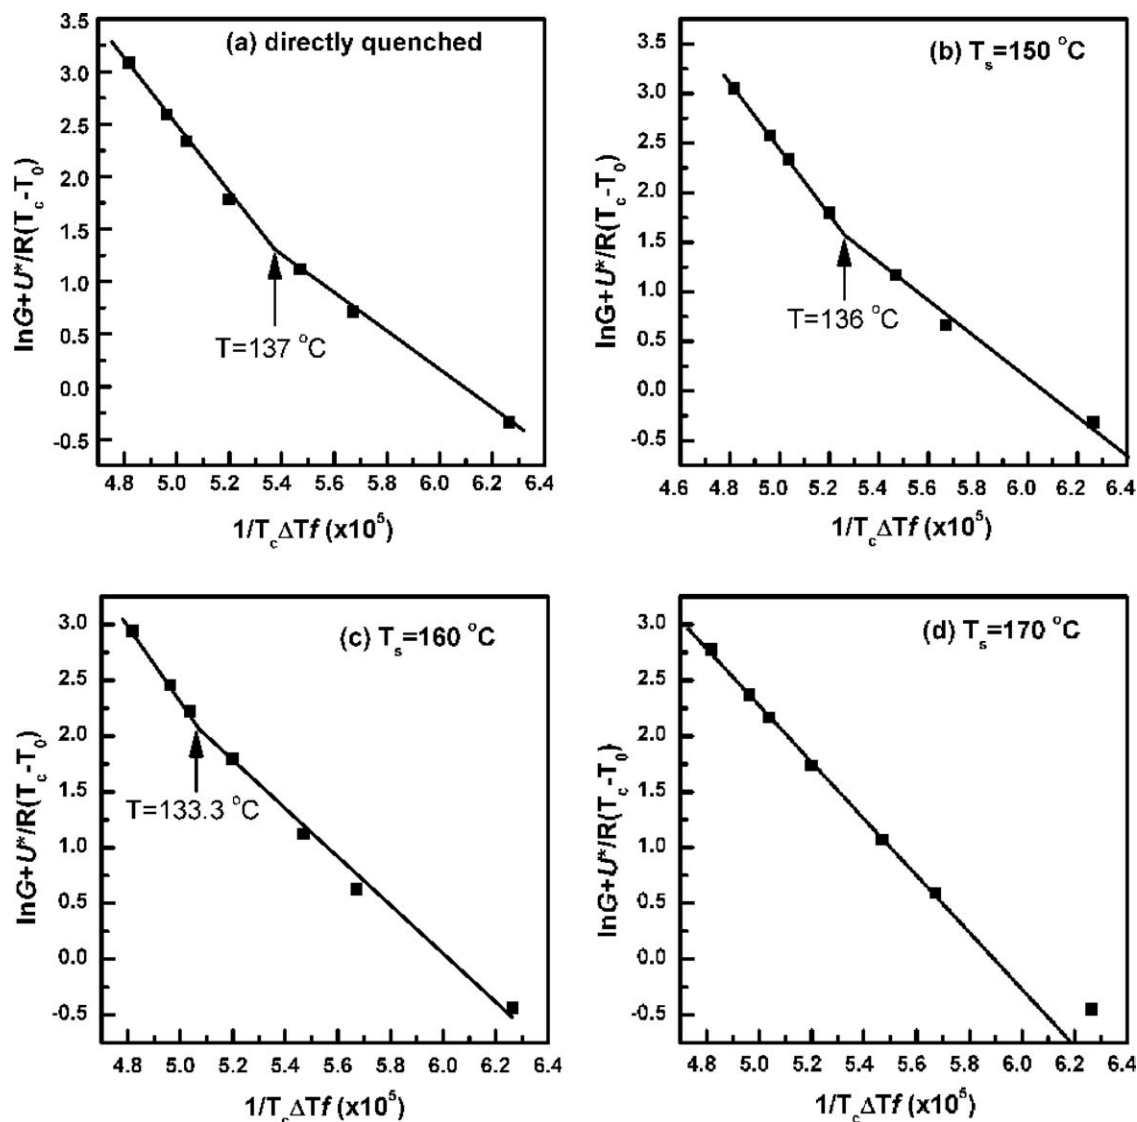 (a) directly quenched
lnG+U*/R(Tc-T0)
3.5
3.0
2.5
2.0
1.5
1.0
0.5
0.0
-0.5
T=137 °C
4.8 5.0 5.2 5.4 5.6 5.8 6.0 6.2 6.4
1/TcΔTf (x10⁵)
(b) Ts=150 °C
lnG+U*/R(Tc-T0)
3.5
3.0
2.5
2.0
1.5
1.0
0.5
0.0
-0.5
T=136 °C
4.6 4.8 5.0 5.2 5.4 5.6 5.8 6.0 6.2 6.4
1/TcΔTf (x10⁵)
(c) Ts=160 °C
lnG+U*/R(Tc-T0)
3.0
2.5
2.0
1.5
1.0
0.5
0.0
-0.5
T=133.3 °C
4.8 5.0 5.2 5.4 5.6 5.8 6.0 6.2 6.4
1/TcΔTf (x10⁵)
(d) Ts=170 °C
lnG+U*/R(Tc-T0)
3.0
2.5
2.0
1.5
1.0
0.5
0.0
-0.5
4.8 5.0 5.2 5.4 5.6 5.8 6.0 6.2 6.4
1/TcΔTf (x10⁵)